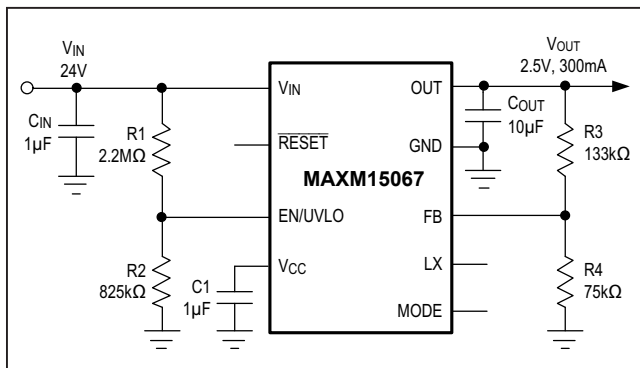 VIN
24V
CIN
1µF
R1
2.2MΩ
R2
825kΩ
C1
1µF
VIN
RESET
EN/UVLO
VCC
MAXM15067
OUT
GND
FB
LX
MODE
COUT
10µF
VOUT
2.5V, 300mA
R3
133kΩ
R4
75kΩ